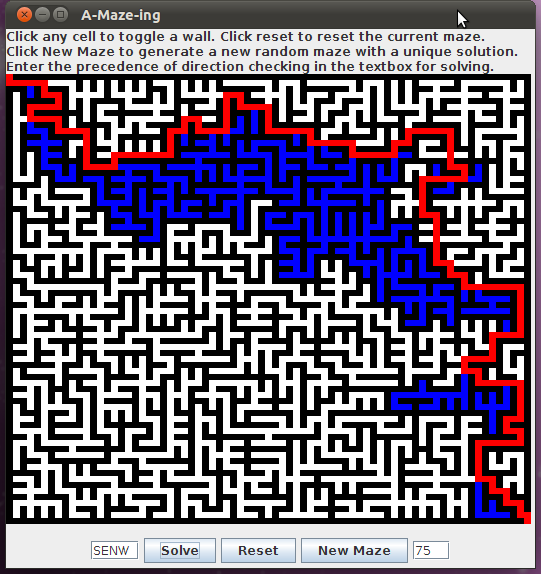 A-Maze-ing
Click any cell to toggle a wall. Click reset to reset the current maze.
Click New Maze to generate a new random maze with a unique solution.
Enter the precedence of direction checking in the textbox for solving.
SENW Solve Reset New Maze 75